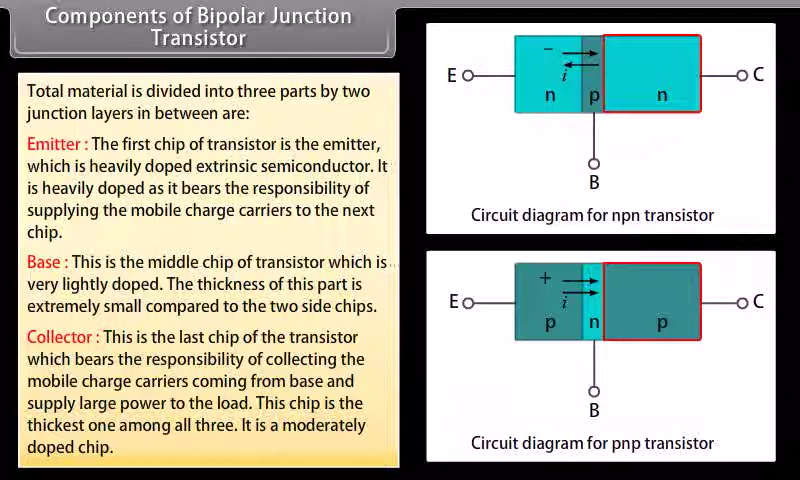 Components of Bipolar Junction
Transistor
Total material is divided into three parts by two
junction layers in between are:
Emitter : The first chip of transistor is the emitter,
which is heavily doped extrinsic semiconductor. It
is heavily doped as it bears the responsibility of
supplying the mobile charge carriers to the next
chip.
Base : This is the middle chip of transistor which is
very lightly doped. The thickness of this part is
extremely small compared to the two side chips.
Collector : This is the last chip of the transistor
which bears the responsibility of collecting the
mobile charge carriers coming from base and
supply large power to the load. This chip is the
thickest one among all three. It is a moderately
doped chip.
−
E i C
n p n
B
Circuit diagram for npn transistor
+
E i C
p n p
B
Circuit diagram for pnp transistor